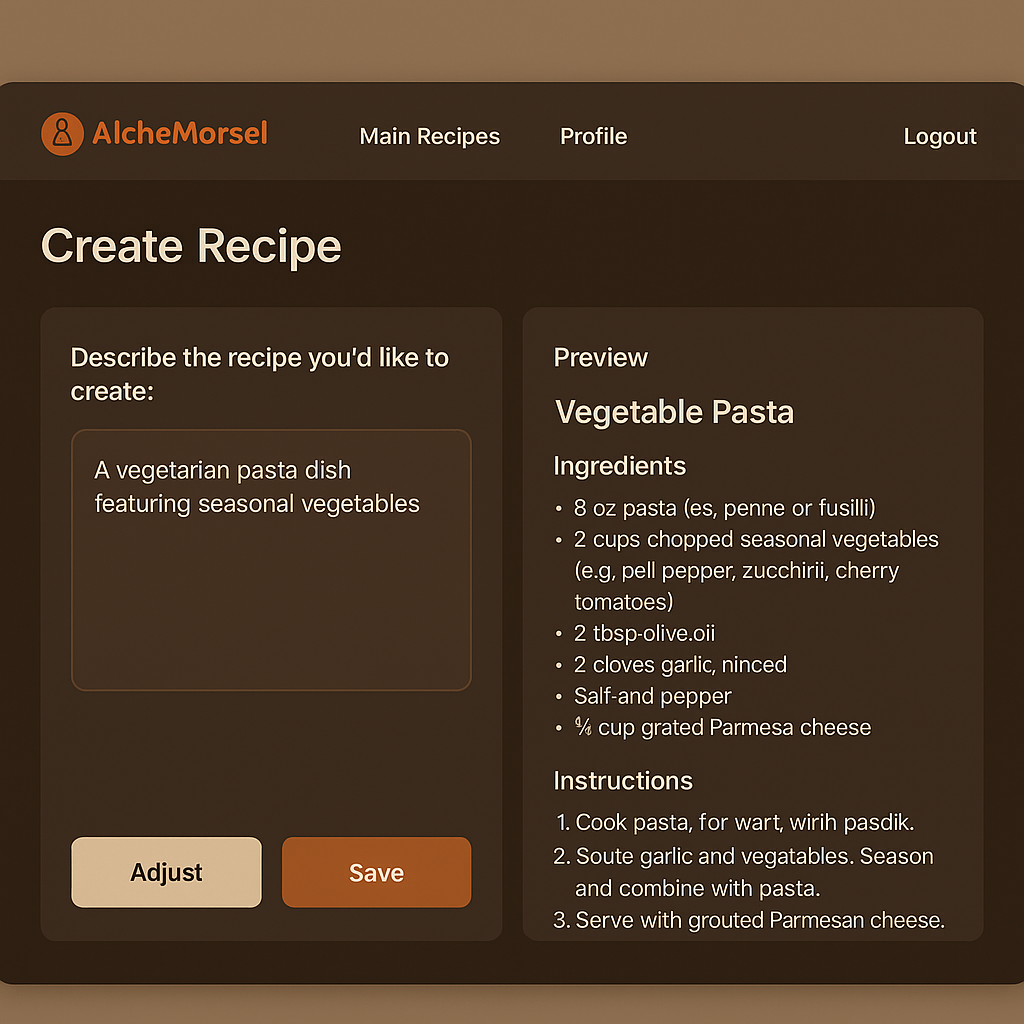 AlcheMorsel
Main Recipes
Profile
Logout
Create Recipe
Describe the recipe you'd like to
create:
A vegetarian pasta dish
featuring seasonal vegetables
Adjust
Save
Preview
Vegetable Pasta
Ingredients
• 8 oz pasta (es, penne or fusilli)
• 2 cups chopped seasonal vegetables
(e.g, pell pepper, zucchirii, cherry
tomatoes)
• 2 tbsp-olive.oii
• 2 cloves garlic, ninced
• Salf-and pepper
• cup grated Parmesa cheese
Instructions
1. Cook pasta, for wart, wirih pasdik.
2. Soute garlic and vegatables. Season
and combine with pasta.
3. Serve with grouted Parmesan cheese.